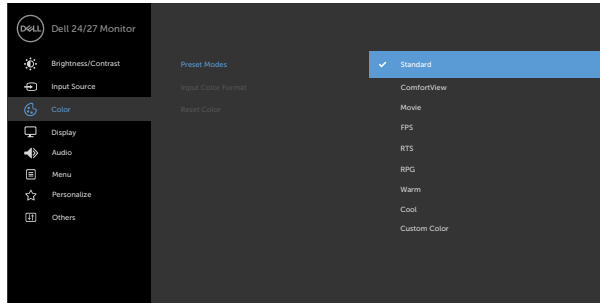 DELL Dell 24/27 Monitor
Brightness/Contrast
Input Source
Color
Display
Audio
Menu
Personalize
Others
Preset Modes
Input Color Format
Reset Color
Standard
ComfortView
Movie
FPS
RTS
RPG
Warm
Cool
Custom Color